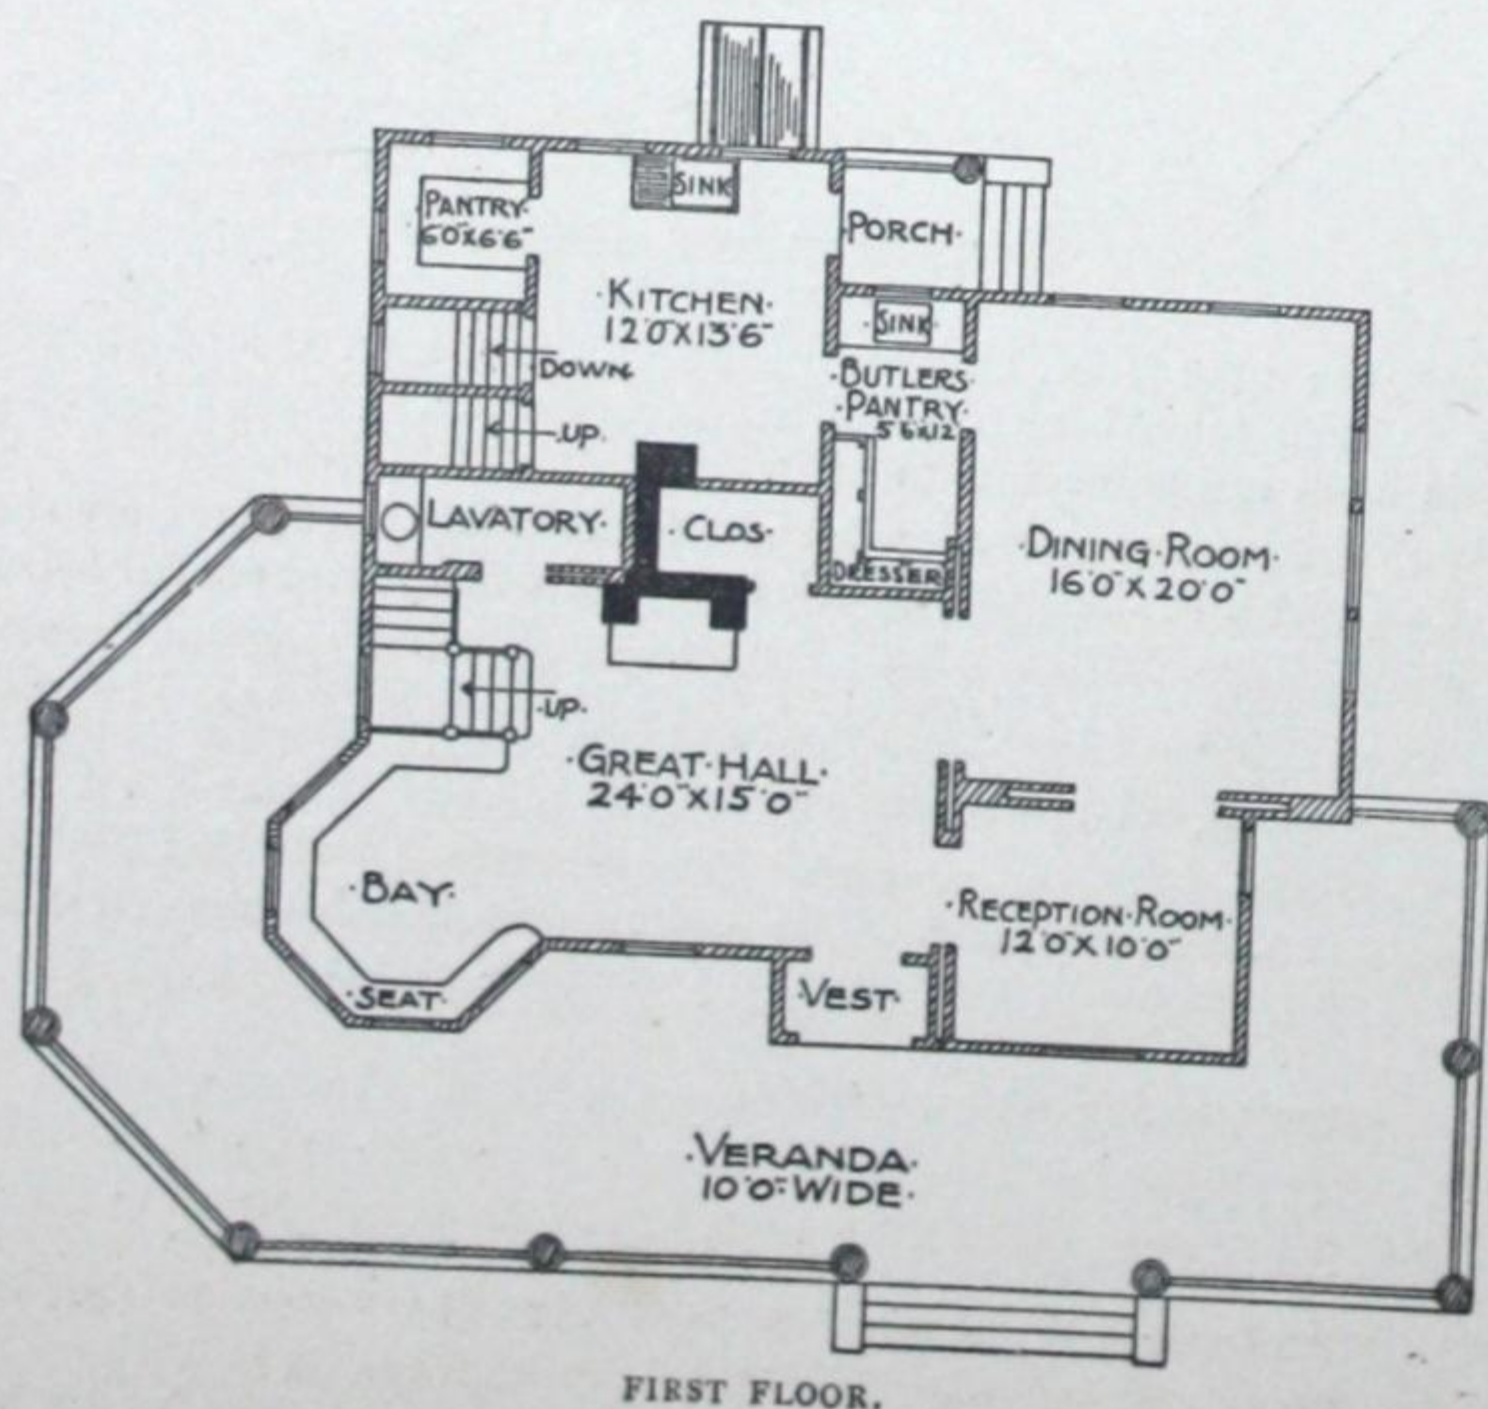 SINK
·PANTRY·
6'0"X6'6"
PORCH·
·KITCHEN·
12'0"X13'6"
·SINK·
DOWN·
·BUTLERS·
·PANTRY·
5'6"X12
UP·
LAVATORY·
·CLOS·
DRESSER
·DINING·ROOM·
16'0"X20'0"
·UP·
·GREAT·HALL·
24'0"X15'0"
·BAY·
·RECEPTION·ROOM·
12'0"X10'0"
·SEAT·
·VEST·
·VERANDA·
10'0"·WIDE·
FIRST FLOOR.